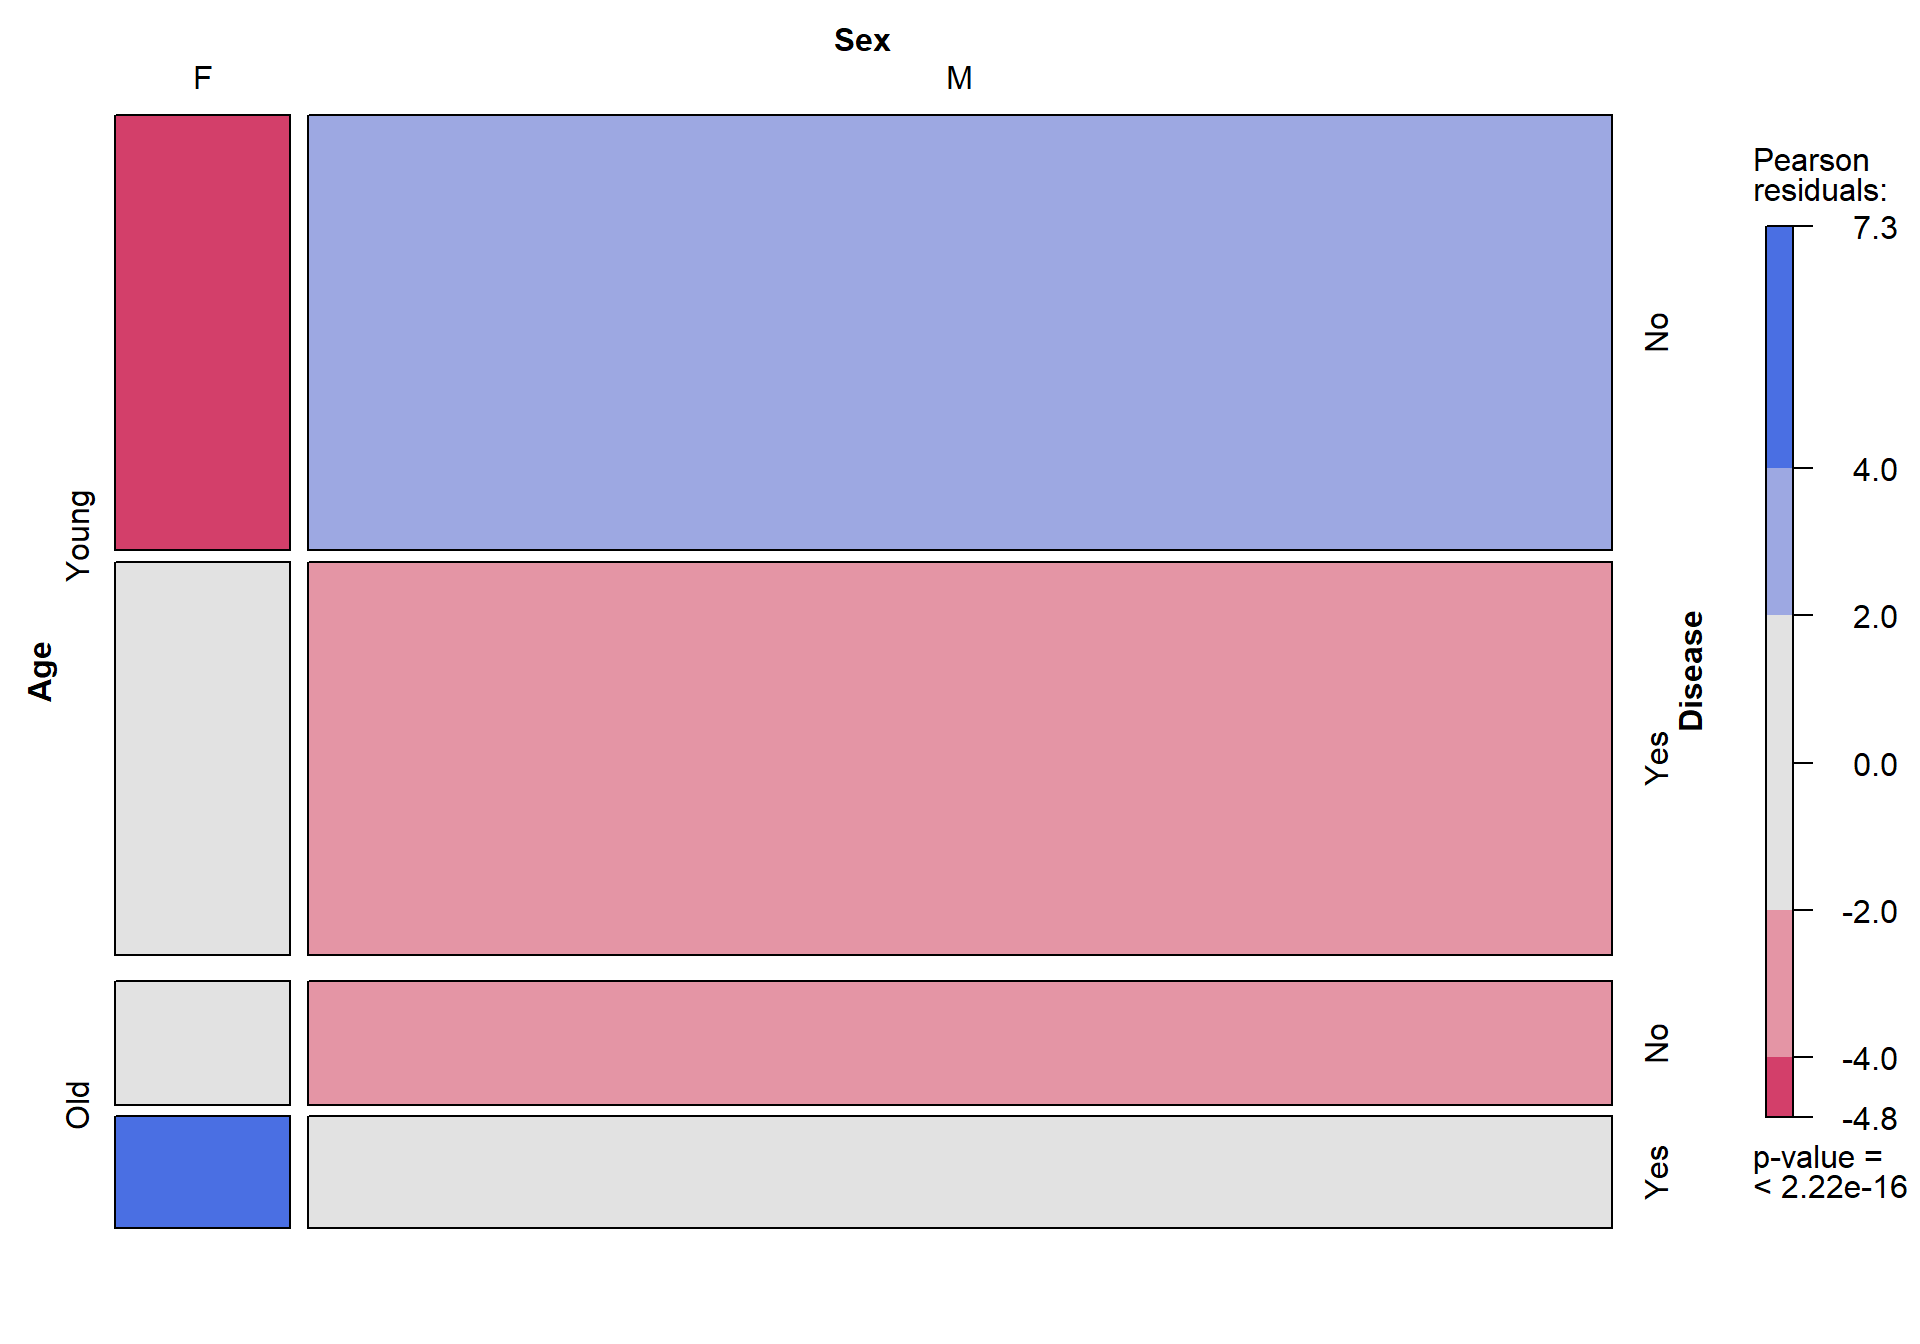 Sex
F
M
Pearson
residuals:
7.3
4.0
2.0
0.0
-2.0
-4.0
-4.8
p-value =
< 2.22e-16
Age
Young
Old
No
Yes
No
Yes
Disease